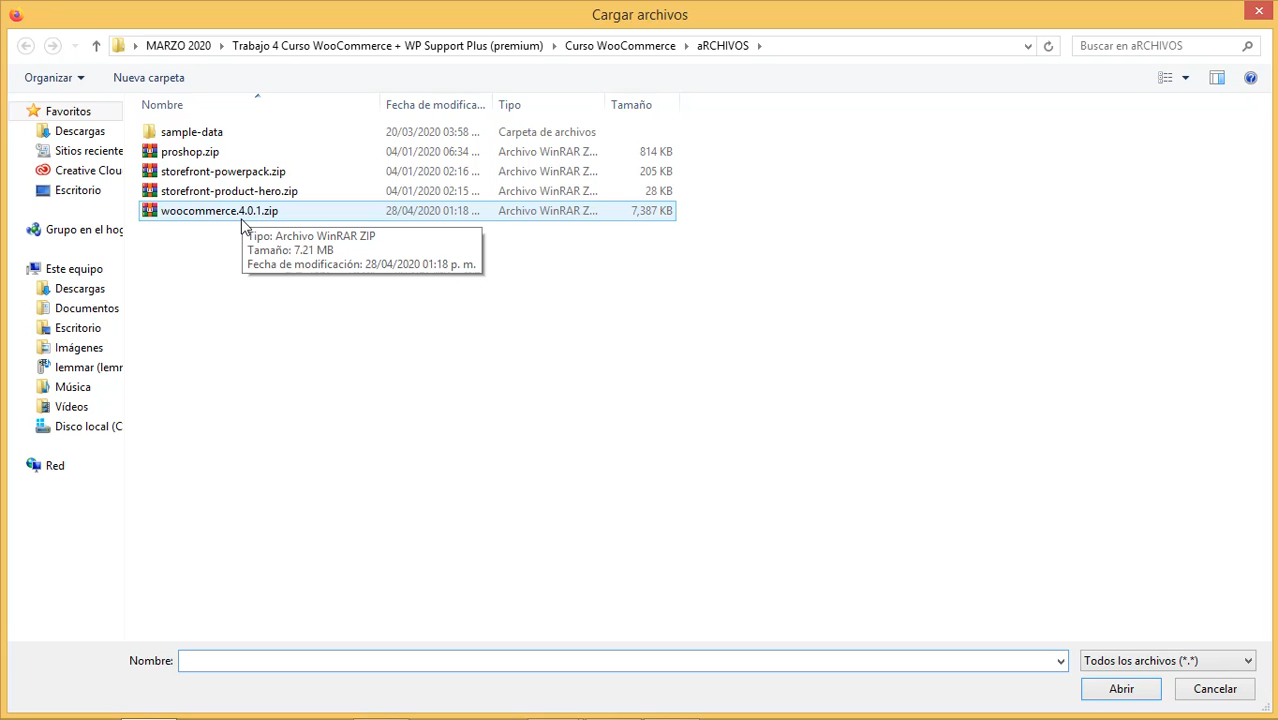 Cargar archivos
MARZO 2020 Trabajo 4 Curso WooCommerce + WP Support Plus (premium) Curso WooCommerce aRCHIVOS
Buscar en aRCHIVOS
Organizar Nueva carpeta
Nombre Fecha de modifica... Tipo Tamaño
sample-data 20/03/2020 03:58 ... Carpeta de archivos
proshop.zip 04/01/2020 06:34 ... Archivo WinRAR Z... 814 KB
storefront-powerpack.zip 04/01/2020 02:16 ... Archivo WinRAR Z... 205 KB
storefront-product-hero.zip 04/01/2020 02:15 ... Archivo WinRAR Z... 28 KB
woocommerce.4.0.1.zip 28/04/2020 01:18 ... Archivo WinRAR Z... 7,387 KB
Tipo: Archivo WinRAR ZIP
Tamaño: 7.21 MB
Fecha de modificación: 28/04/2020 01:18 p. m.
Favoritos
Descargas
Sitios reciente
Creative Clou
Escritorio
Grupo en el hog
Este equipo
Descargas
Documentos
Escritorio
Imágenes
lemmar (lemr
Música
Vídeos
Disco local (C
Red
Nombre:
Todos los archivos (*.*)
Abrir
Cancelar